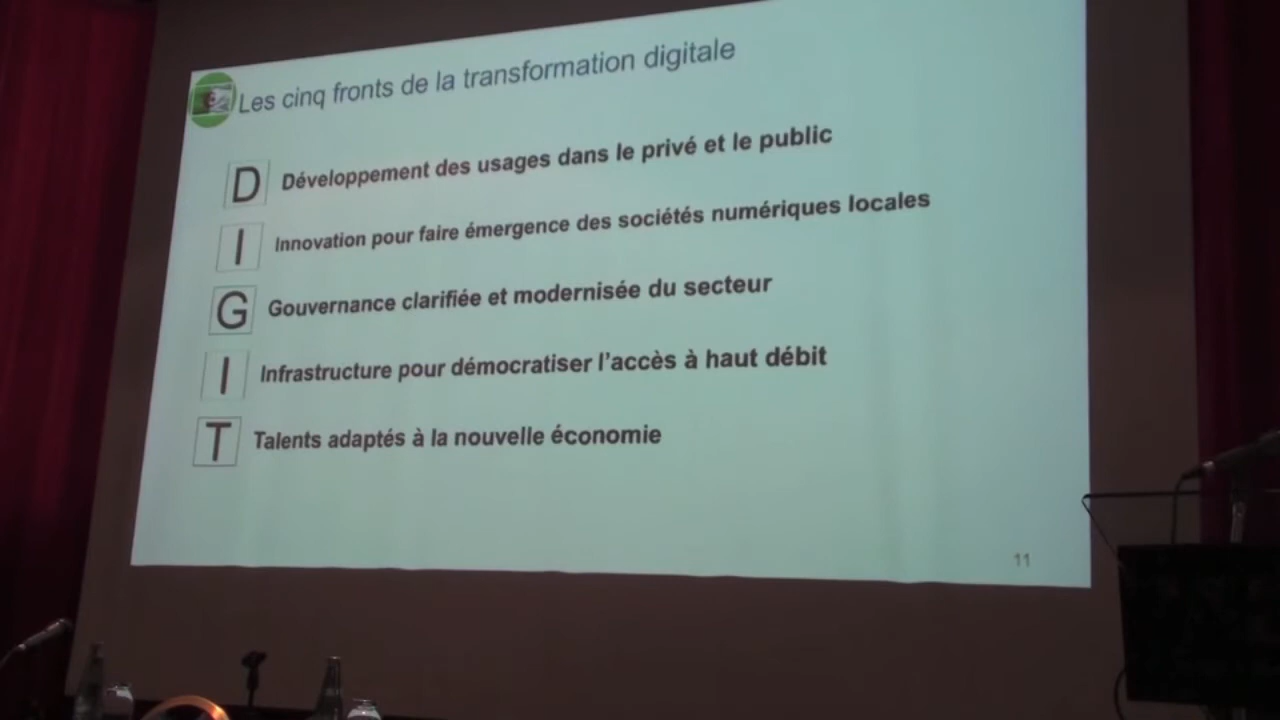 Les cinq fronts de la transformation digitale
D Développement des usages dans le privé et le public
I Innovation pour faire émergence des sociétés numériques locales
G Gouvernance clarifiée et modernisée du secteur
I Infrastructure pour démocratiser l'accès à haut débit
T Talents adaptés à la nouvelle économie
11